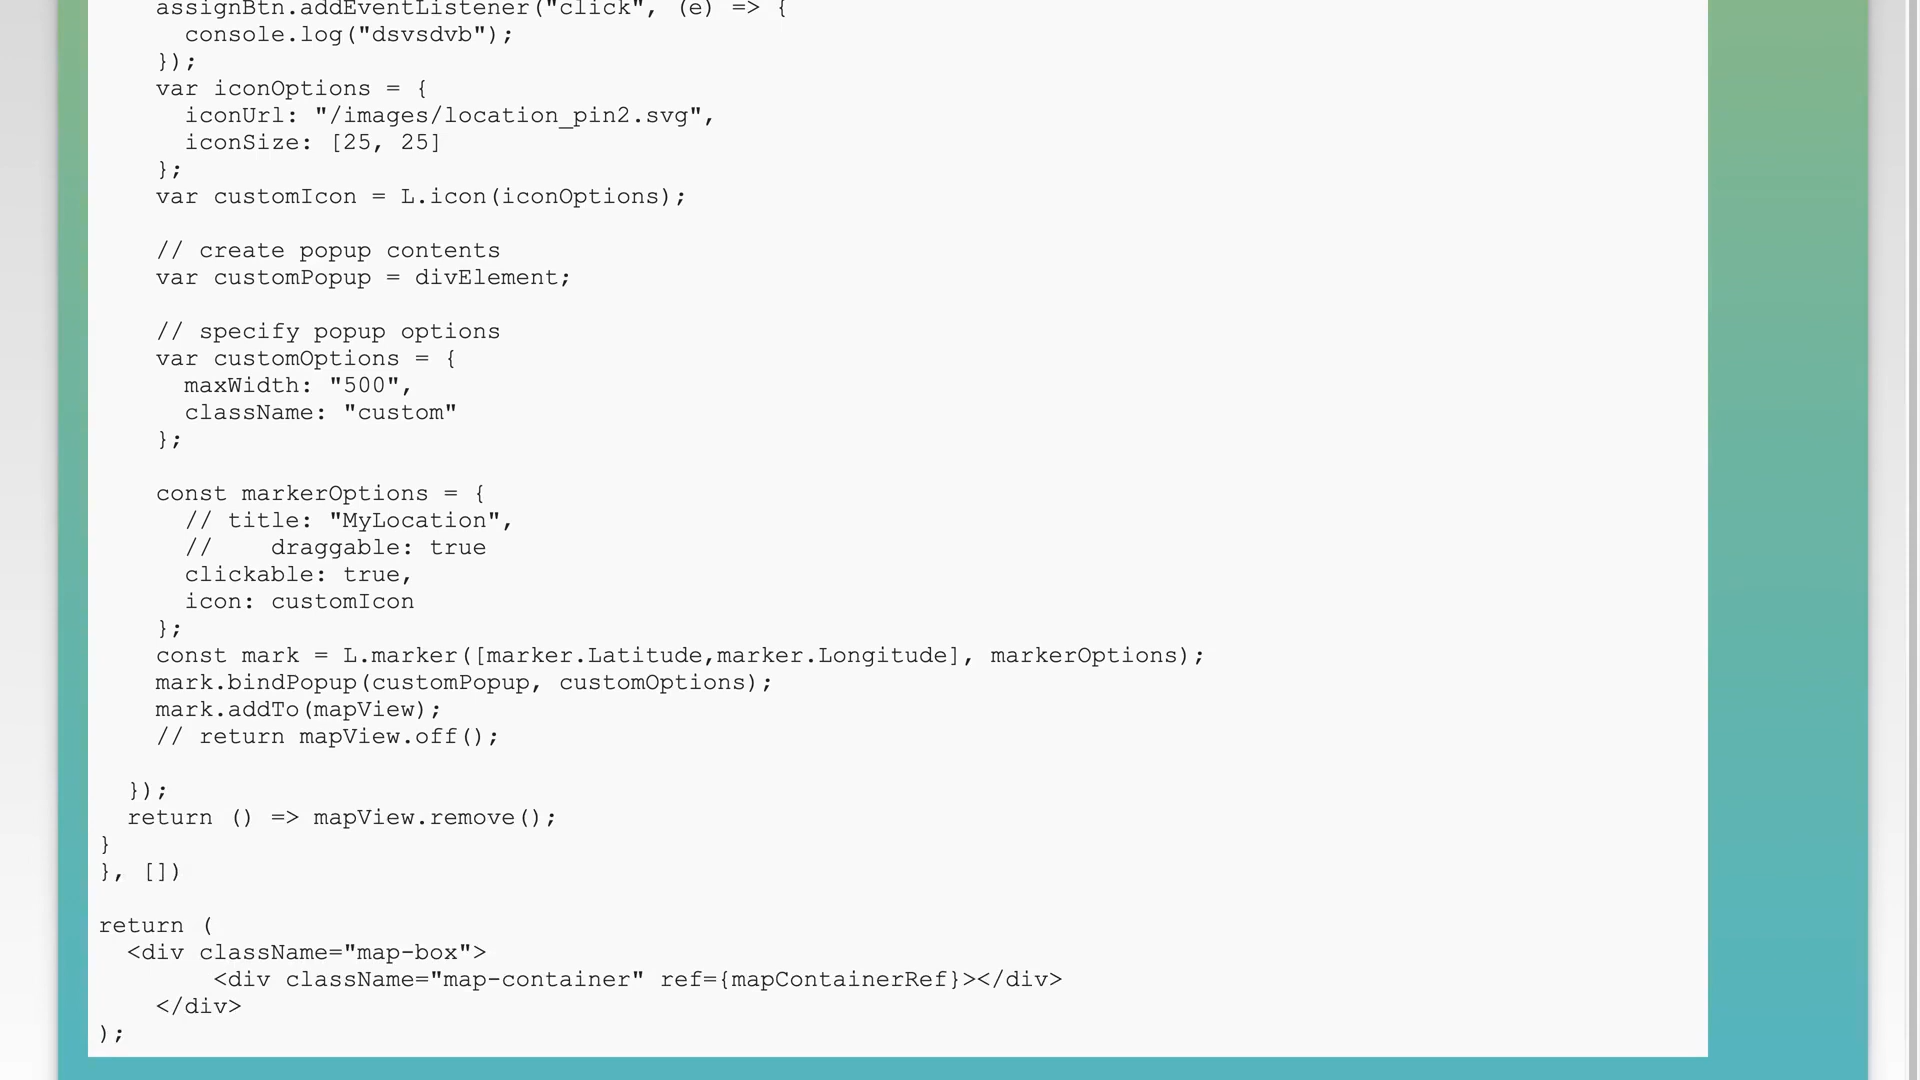 assignBtn.addEventListener("click", (e) => {
console.log("dsvsdvb");
});
var iconOptions = {
iconUrl: "/images/location_pin2.svg",
iconSize: [25, 25]
};
var customIcon = L.icon(iconOptions);
// create popup contents
var customPopup = divElement;
// specify popup options
var customOptions = {
maxWidth: "500",
className: "custom"
};
const markerOptions = {
// title: "MyLocation",
//    draggable: true
clickable: true,
icon: customIcon
};
const mark = L.marker([marker.Latitude,marker.Longitude], markerOptions);
mark.bindPopup(customPopup, customOptions);
mark.addTo(mapView);
// return mapView.off();
});
return () => mapView.remove();
}
}, [])
return (
<div className="map-box">
<div className="map-container" ref={mapContainerRef}></div>
</div>
);